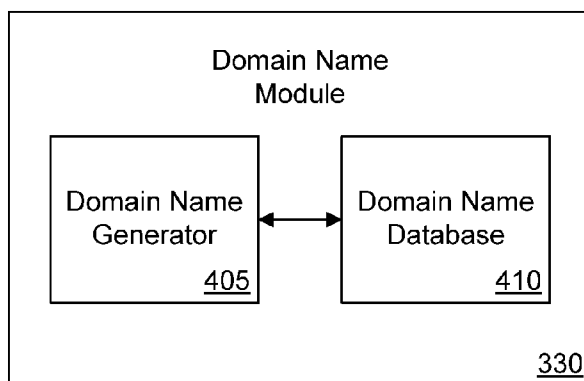 Domain Name
Module
Domain Name
Generator
405
Domain Name
Database
410
330